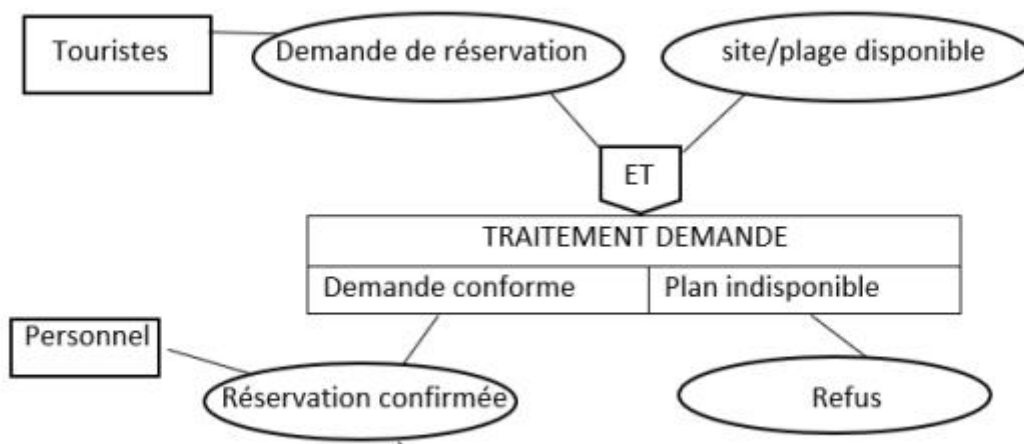 Touristes
Demande de réservation
site/plage disponible
ET
TRAITEMENT DEMANDE
Demande conforme
Plan indisponible
Personnel
Réservation confirmée
Refus